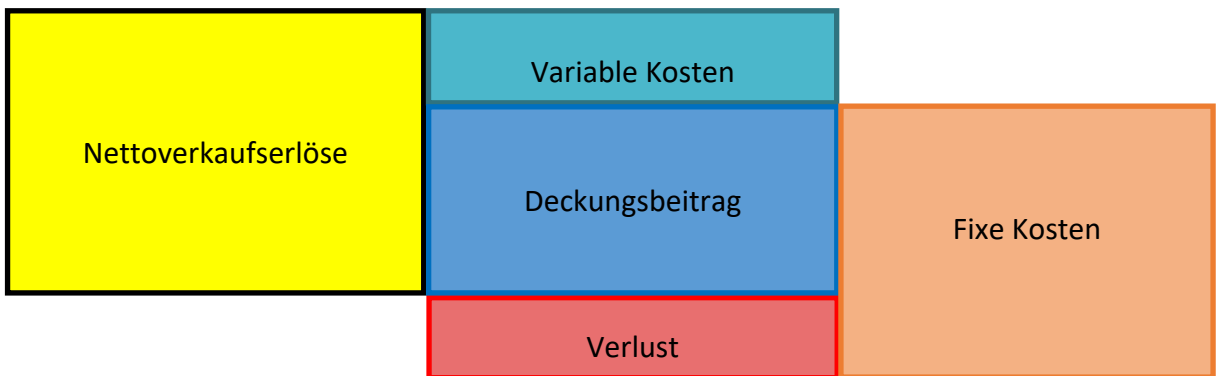 Variable Kosten
Nettoverkaufserlöse
Deckungsbeitrag
Fixe Kosten
Verlust